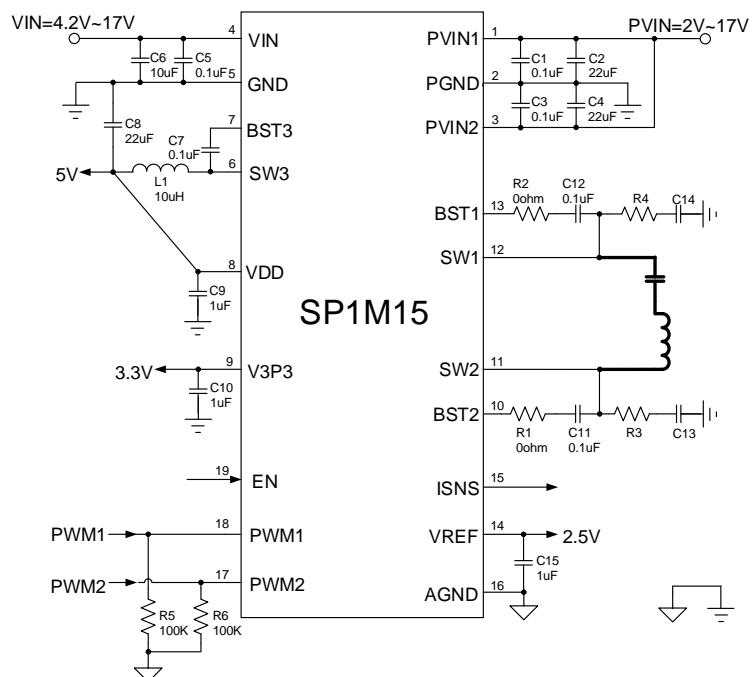 VIN=4.2V~17V
PVIN=2V~17V
4
VIN
PVIN1
1
C6
10uF
C5
0.1uF
C1
0.1uF
C2
22uF
5
GND
PGND
2
C8
22uF
C3
0.1uF
C4
22uF
7
BST3
PVIN2
3
C7
0.1uF
5V
L1
10uH
6
SW3
R2
0ohm
C12
0.1uF
R4
C14
BST1
13
SW1
12
8
VDD
C9
1uF
SP1M15
3.3V
9
V3P3
SW2
11
C10
1uF
BST2
10
R1
0ohm
C11
0.1uF
R3
C13
19
EN
ISNS
15
PWM1
18
PWM1
VREF
14
2.5V
C15
1uF
PWM2
17
PWM2
AGND
16
R5
100K
R6
100K